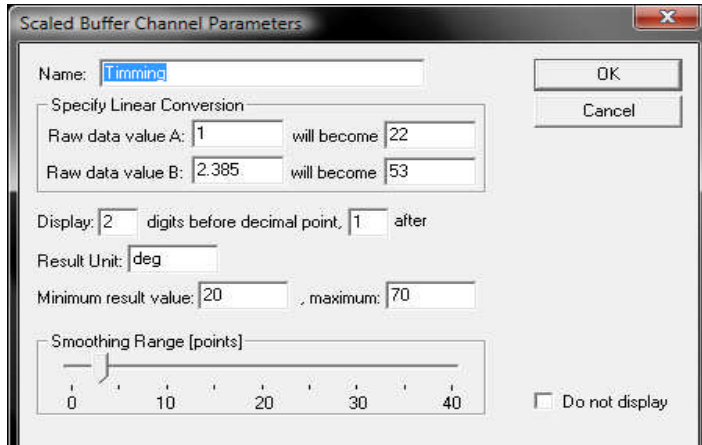 Scaled Buffer Channel Parameters
Name: Timming
OK
Cancel
Specify Linear Conversion
Raw data value A: 1 will become 22
Raw data value B: 2.385 will become 53
Display: 2 digits before decimal point, 1 after
Result Unit: deg
Minimum result value: 20 , maximum: 70
Smoothing Range [points]
0 10 20 30 40
Do not display